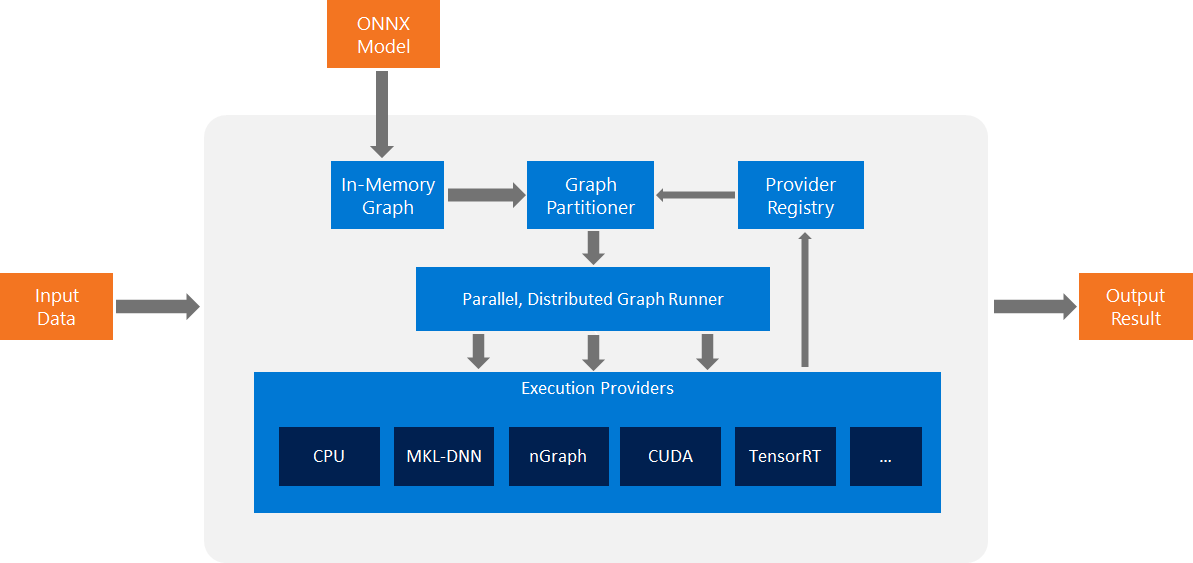 ONNX
Model
In-Memory
Graph
Graph
Partitioner
Provider
Registry
Input
Data
Parallel, Distributed Graph Runner
Output
Result
Execution Providers
CPU
MKL-DNN
nGraph
CUDA
TensorRT
...